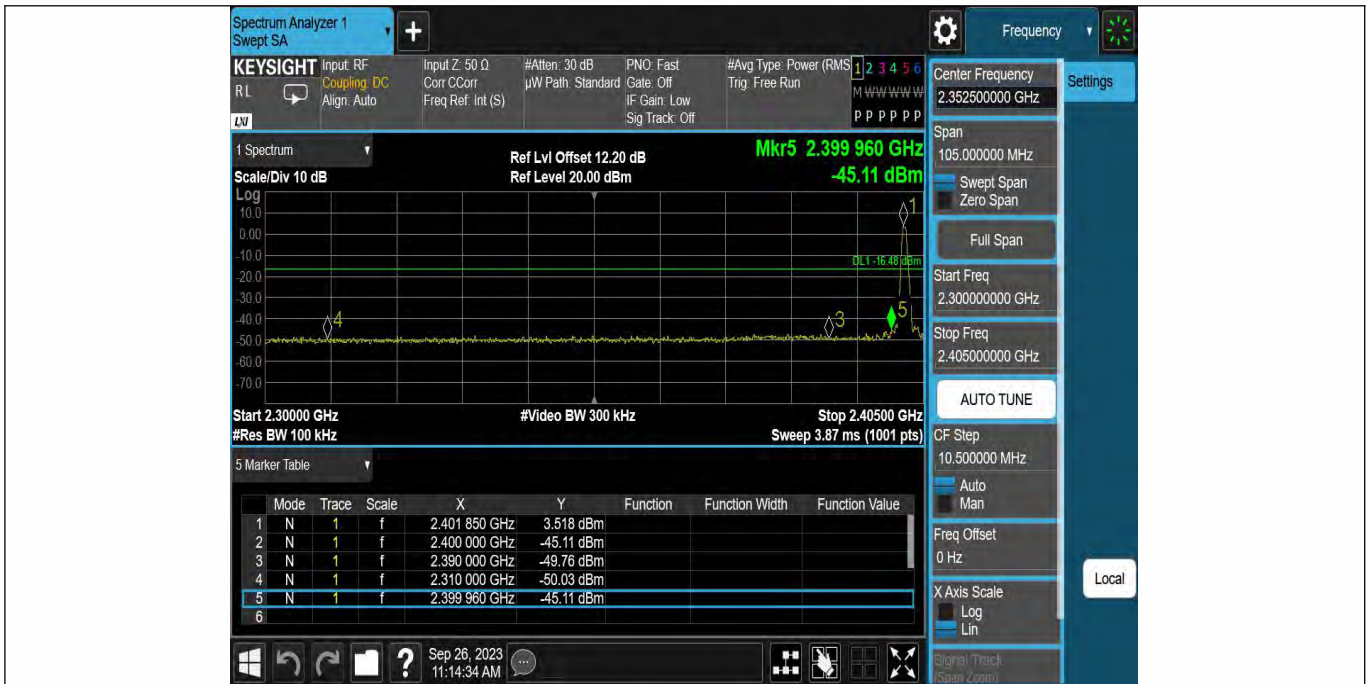 Spectrum Analyzer 1
Swept SA
+
Frequency
KEYSIGHT
RL
LXI
Input: RF
Coupling: DC
Align: Auto
Input Z: 50 Ω
Corr CCorr
Freq Ref: Int (S)
#Atten: 30 dB
µW Path: Standard
PNO: Fast
Gate: Off
IF Gain: Low
Sig Track: Off
#Avg Type: Power (RMS
Trig: Free Run
1 2 3 4 5 6
M W W W W W
P P P P P P
1 Spectrum
Scale/Div 10 dB
Ref Lvl Offset 12.20 dB
Ref Level 20.00 dBm
Mkr5 2.399 960 GHz
-45.11 dBm
Log
10.0
0.00
-10.0
-20.0
-30.0
-40.0
-50.0
-60.0
-70.0
1
DL1 -16.48 dBm
4
3
5
Start 2.30000 GHz
#Res BW 100 kHz
#Video BW 300 kHz
Stop 2.40500 GHz
Sweep 3.87 ms (1001 pts)
5 Marker Table
Mode Trace Scale X Y Function Function Width Function Value
1 N 1 f 2.401 850 GHz 3.518 dBm
2 N 1 f 2.400 000 GHz -45.11 dBm
3 N 1 f 2.390 000 GHz -49.76 dBm
4 N 1 f 2.310 000 GHz -50.03 dBm
5 N 1 f 2.399 960 GHz -45.11 dBm
6
Center Frequency
2.352500000 GHz
Span
105.000000 MHz
Swept Span
Zero Span
Full Span
Start Freq
2.300000000 GHz
Stop Freq
2.405000000 GHz
AUTO TUNE
CF Step
10.500000 MHz
Auto
Man
Freq Offset
0 Hz
X Axis Scale
Log
Lin
Signal Track
(Span Zoom)
Settings
Local
?
Sep 26, 2023
11:14:34 AM